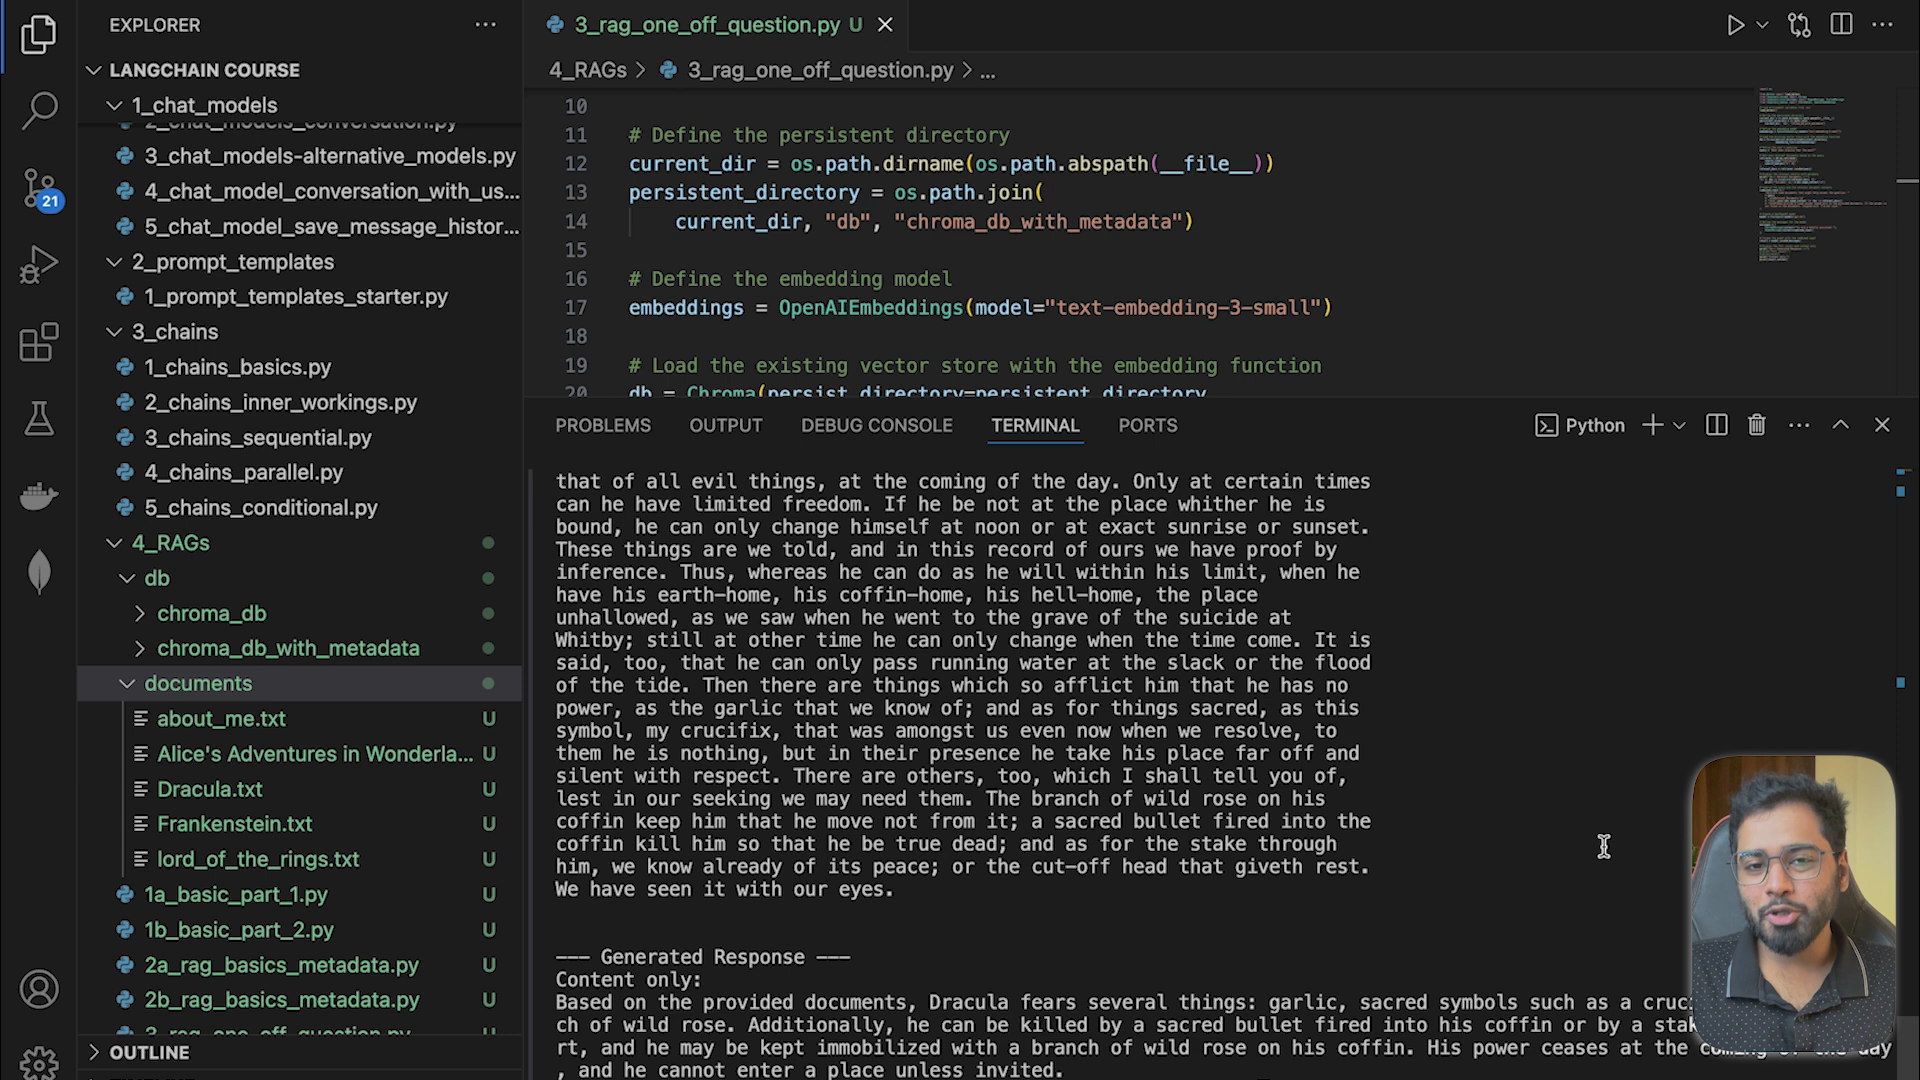 EXPLORER
LANGCHAIN COURSE
1_chat_models
2_chat_models_conversation.py
3_chat_models-alternative_models.py
4_chat_model_conversation_with_us...
5_chat_model_save_message_histor...
2_prompt_templates
1_prompt_templates_starter.py
3_chains
1_chains_basics.py
2_chains_inner_workings.py
3_chains_sequential.py
4_chains_parallel.py
5_chains_conditional.py
4_RAGs
db
chroma_db
chroma_db_with_metadata
documents
about_me.txt U
Alice's Adventures in Wonderla... U
Dracula.txt U
Frankenstein.txt U
lord_of_the_rings.txt U
1a_basic_part_1.py U
1b_basic_part_2.py U
2a_rag_basics_metadata.py U
2b_rag_basics_metadata.py U
3_rag_one_off_question.py U
OUTLINE
21
3_rag_one_off_question.py U
4_RAGs > 3_rag_one_off_question.py > ...
10
11 # Define the persistent directory
12 current_dir = os.path.dirname(os.path.abspath(__file__))
13 persistent_directory = os.path.join(
14 current_dir, "db", "chroma_db_with_metadata")
15
16 # Define the embedding model
17 embeddings = OpenAIEmbeddings(model="text-embedding-3-small")
18
19 # Load the existing vector store with the embedding function
20 db = Chroma(persist_directory=persistent_directory,
PROBLEMS OUTPUT DEBUG CONSOLE TERMINAL PORTS Python
that of all evil things, at the coming of the day. Only at certain times
can he have limited freedom. If he be not at the place whither he is
bound, he can only change himself at noon or at exact sunrise or sunset.
These things are we told, and in this record of ours we have proof by
inference. Thus, whereas he can do as he will within his limit, when he
have his earth-home, his coffin-home, his hell-home, the place
unhallowed, as we saw when he went to the grave of the suicide at
Whitby; still at other time he can only change when the time come. It is
said, too, that he can only pass running water at the slack or the flood
of the tide. Then there are things which so afflict him that he has no
power, as the garlic that we know of; and as for things sacred, as this
symbol, my crucifix, that was amongst us even now when we resolve, to
them he is nothing, but in their presence he take his place far off and
silent with respect. There are others, too, which I shall tell you of,
lest in our seeking we may need them. The branch of wild rose on his
coffin keep him that he move not from it; a sacred bullet fired into the
coffin kill him so that he be true dead; and as for the stake through
him, we know already of its peace; or the cut-off head that giveth rest.
We have seen it with our eyes.
--- Generated Response ---
Content only:
Based on the provided documents, Dracula fears several things: garlic, sacred symbols such as a
ch of wild rose. Additionally, he can be killed by a sacred bullet fired into his coffin or by a
rt, and he may be kept immobilized with a branch of wild rose on his coffin. His power ceases at the coming of the day
, and he cannot enter a place unless invited.